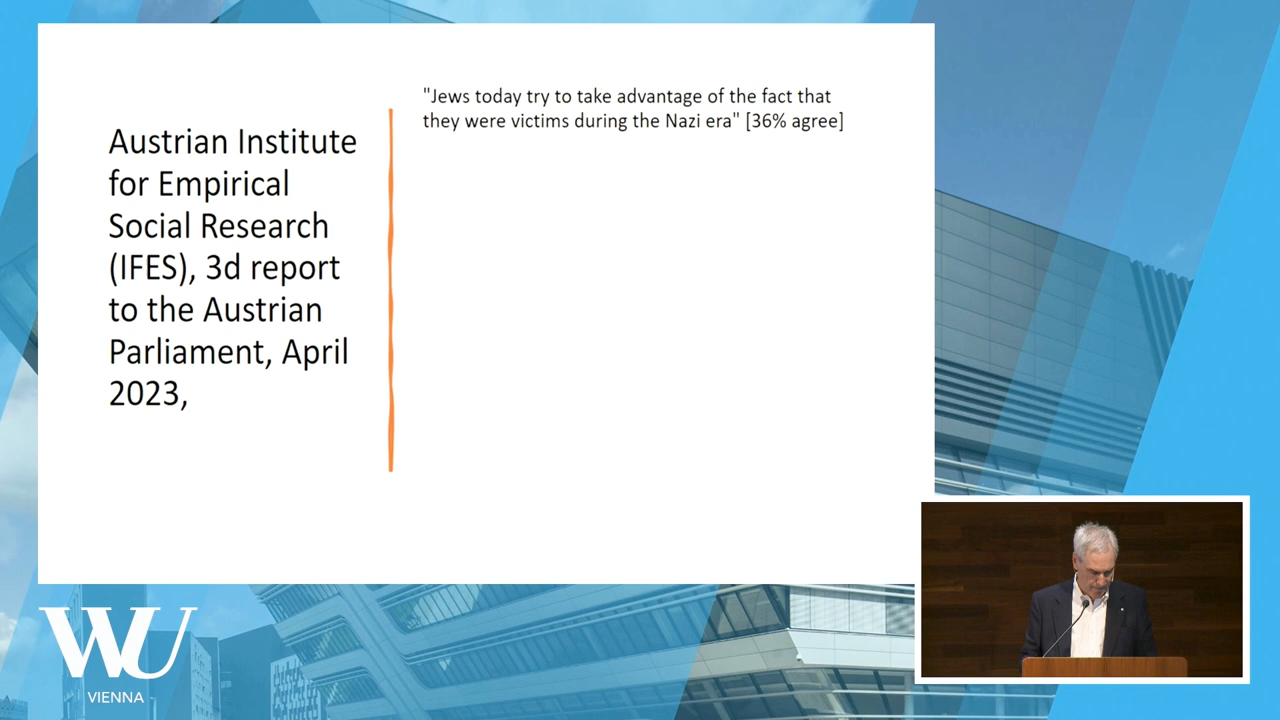 Austrian Institute
for Empirical
Social Research
(IFES), 3d report
to the Austrian
Parliament, April
2023,
"Jews today try to take advantage of the fact that
they were victims during the Nazi era" [36% agree]
WU
VIENNA